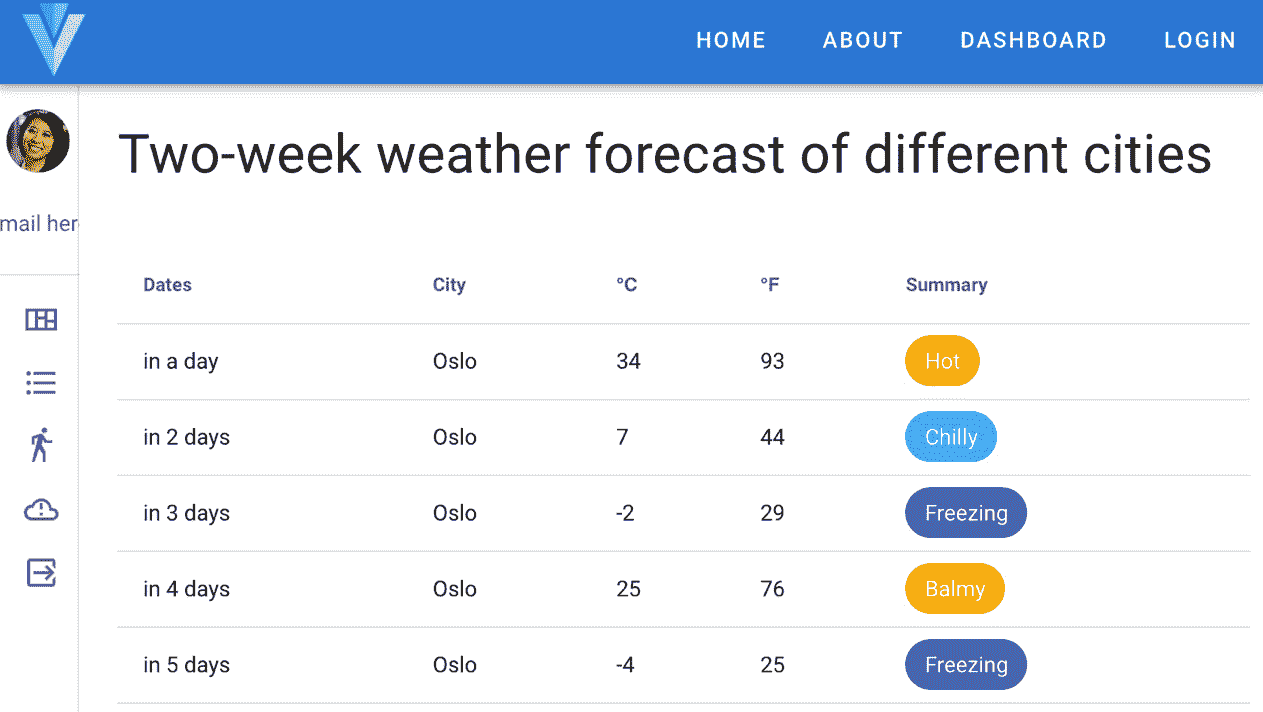 HOME ABOUT DASHBOARD LOGIN
Two-week weather forecast of different cities
mail her
Dates City °C °F Summary
in a day Oslo 34 93 Hot
in 2 days Oslo 7 44 Chilly
in 3 days Oslo -2 29 Freezing
in 4 days Oslo 25 76 Balmy
in 5 days Oslo -4 25 Freezing